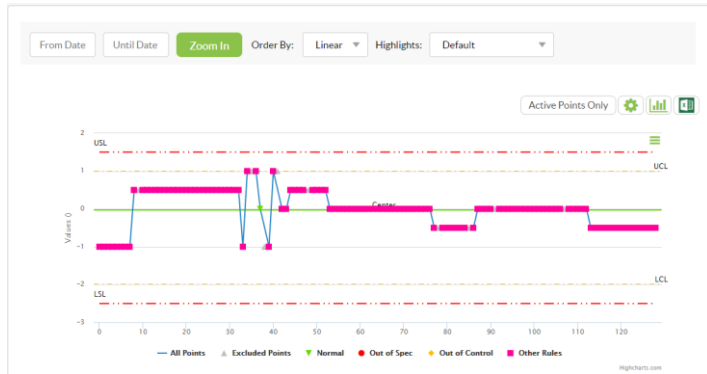 From Date Until Date Zoom In Order By: Linear Highlights: Default
Active Points Only
2
USL
1
UCL
Values ()
0
Center
-1
-2
LCL
LSL
-3
0 10 20 30 40 50 60 70 80 90 100 110 120
All Points Excluded Points Normal Out of Spec Out of Control Other Rules
Highcharts.com